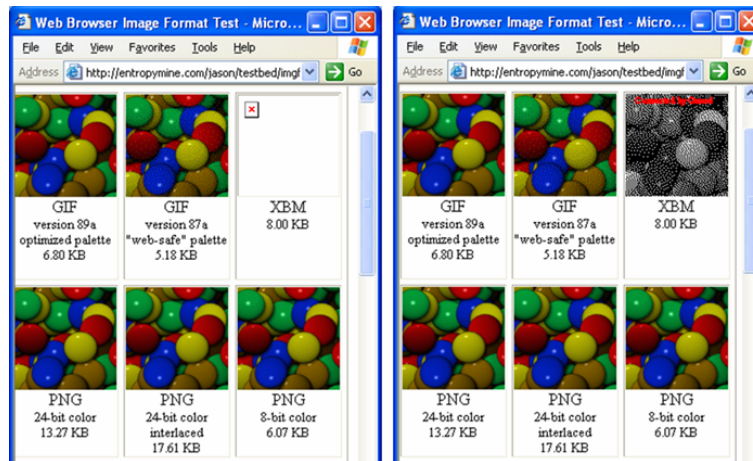 Web Browser Image Format Test - Micro...
File Edit View Favorites Tools Help
Address http://entropymine.com/jason/testbed/imgf Go
GIF
version 89a
optimized palette
6.80 KB
GIF
version 87a
"web-safe" palette
5.18 KB
XBM
8.00 KB
PNG
24-bit color
13.27 KB
PNG
24-bit color
interlaced
17.61 KB
PNG
8-bit color
6.07 KB
Web Browser Image Format Test - Micro...
File Edit View Favorites Tools Help
Address http://entropymine.com/jason/testbed/imgf Go
GIF
version 89a
optimized palette
6.80 KB
GIF
version 87a
"web-safe" palette
5.18 KB
XBM
8.00 KB
PNG
24-bit color
13.27 KB
PNG
24-bit color
interlaced
17.61 KB
PNG
8-bit color
6.07 KB